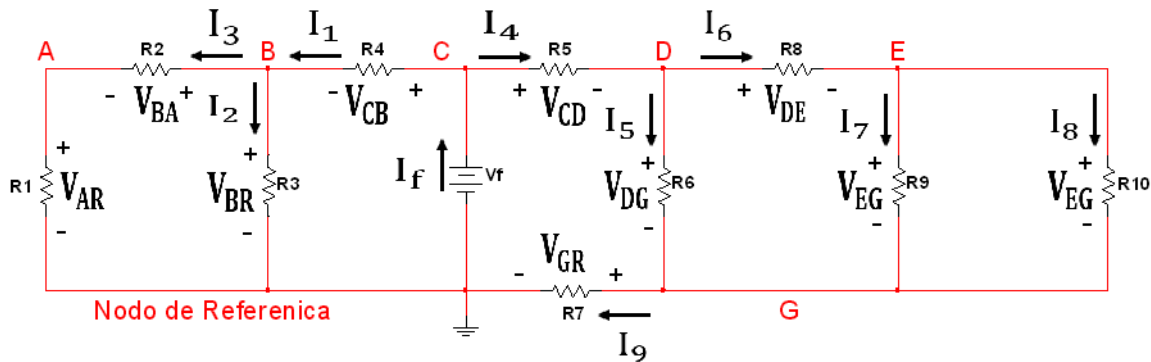 I3 I1 I4 I6
A R2 B R4 C R5 D R8 E
- VBA + I2 - VCB + + VCD - I5 + VDE - I7 I8
+ + + + +
R1 VAR VBR R3 If Vf VDG R6 VEG R9 VEG R10
- - - - -
VGR
- +
Nodo de Referenica R7 G
I9